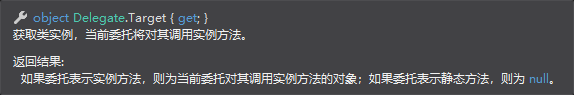 object Delegate.Target { get; }
获取类实例，当前委托将对其调用实例方法。
返回结果:
如果委托表示实例方法，则为当前委托对其调用实例方法的对象；如果委托表示静态方法，则为 null。